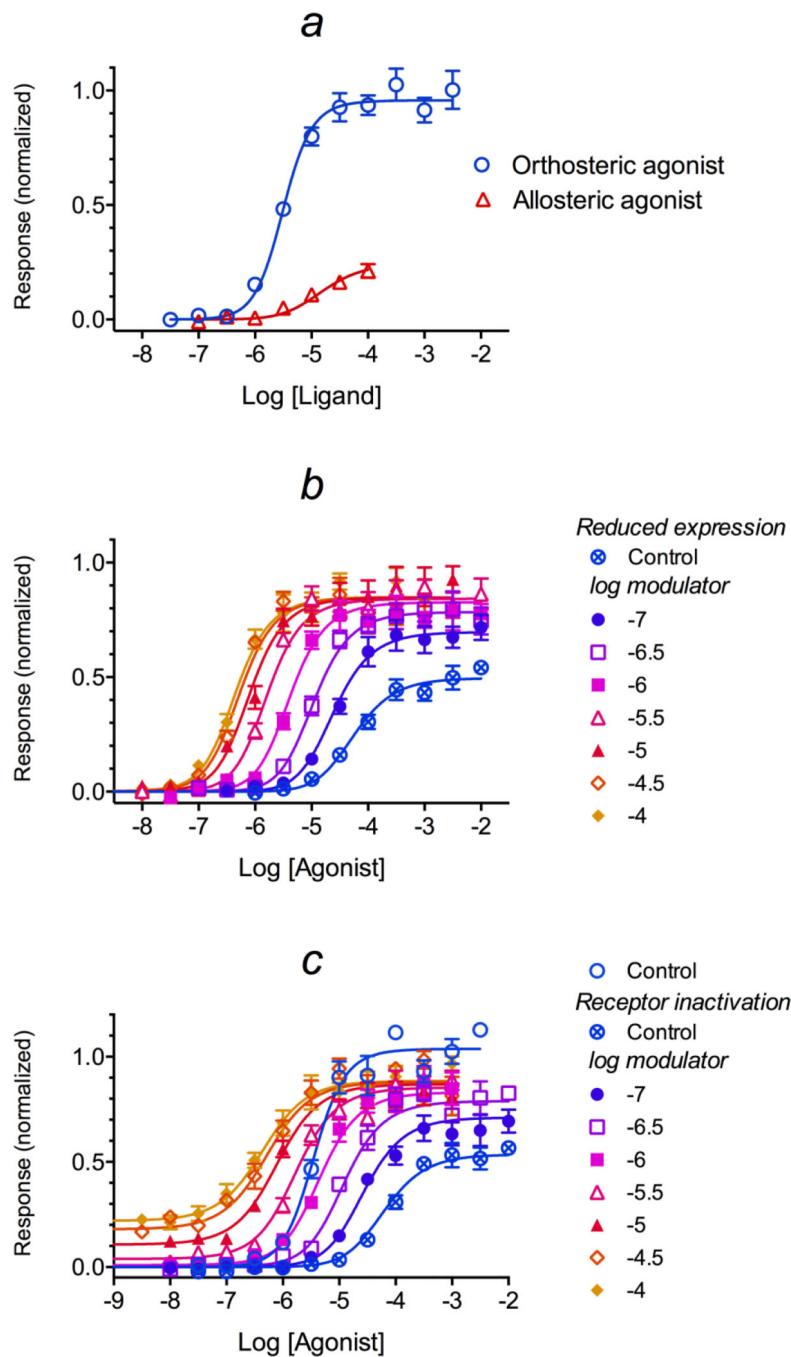 a
Response (normalized)
1.0
0.5
0.0
-8 -7 -6 -5 -4 -3 -2
Log [Ligand]
Orthosteric agonist
Allosteric agonist
b
Response (normalized)
1.0
0.5
0.0
-8 -7 -6 -5 -4 -3 -2
Log [Agonist]
Reduced expression
Control
log modulator
-7
-6.5
-6
-5.5
-5
-4.5
-4
c
Response (normalized)
1.0
0.5
0.0
-9 -8 -7 -6 -5 -4 -3 -2
Log [Agonist]
Control
Receptor inactivation
Control
log modulator
-7
-6.5
-6
-5.5
-5
-4.5
-4